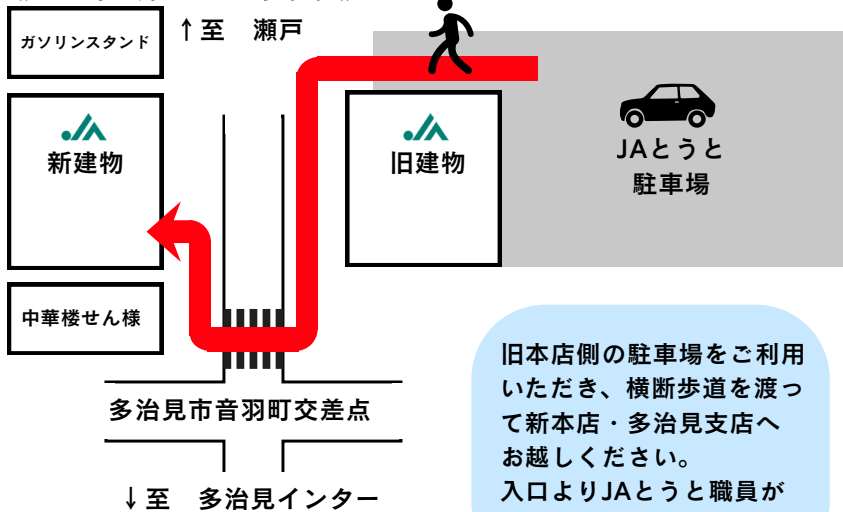 ガソリンスタンド
↑至　瀬戸
JA
新建物
JA
旧建物
JAとうと
駐車場
中華楼せん様
旧本店側の駐車場をご利用
いただき、横断歩道を渡っ
て新本店・多治見支店へ
お越しください。
入口よりJAとうと職員が
多治見市音羽町交差点
↓至　多治見インター